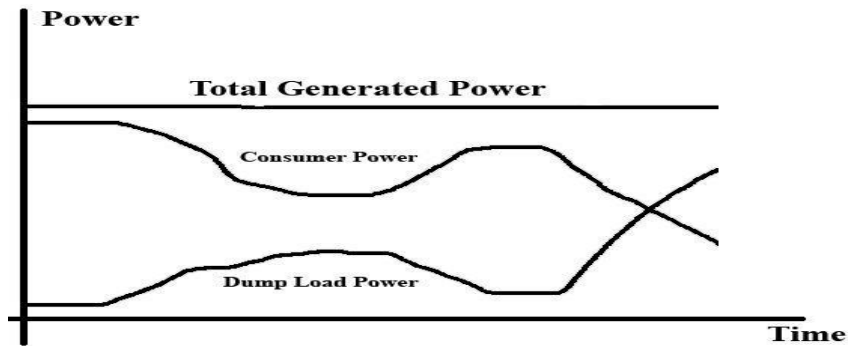 Power
Total Generated Power
Consumer Power
Dump Load Power
Time